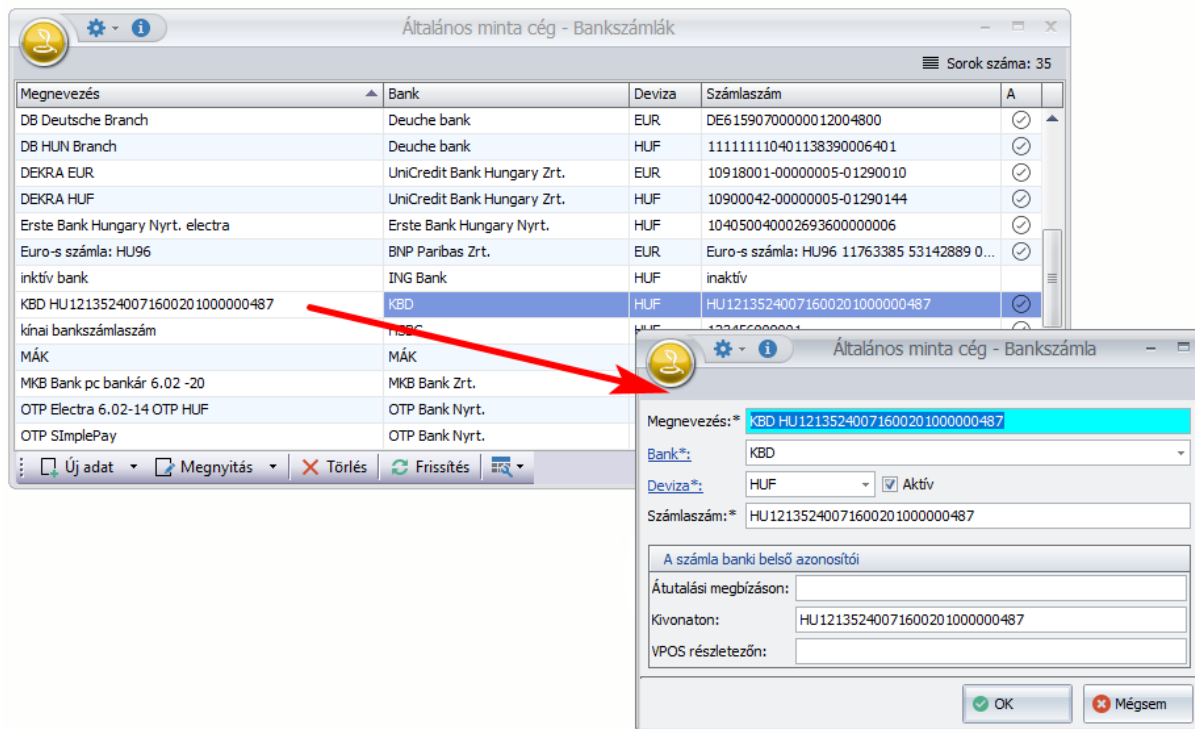 Általános minta cég - Bankszámlák
Sorok száma: 35
Megnevezés Bank Deviza Számlaszám A
DB Deutsche Branch Deuche bank EUR DE61590700000012004800
DB HUN Branch Deuche bank HUF 111111110401138390006401
DEKRA EUR UniCredit Bank Hungary Zrt. EUR 10918001-00000005-01290010
DEKRA HUF UniCredit Bank Hungary Zrt. HUF 10900042-00000005-01290144
Erste Bank Hungary Nyrt. electra Erste Bank Hungary Nyrt. HUF 104050040002693600000006
Euro-s számla: HU96 BNP Paribas Zrt. EUR Euro-s számla: HU96 11763385 53142889 0...
inktív bank ING Bank HUF inaktív
KBD HU12135240071600201000000487 KBD HUF HU12135240071600201000000487
kínai bankszámlaszám HSBC HUF
MÁK MÁK
MKB Bank pc bankár 6.02 -20 MKB Bank Zrt.
OTP Electra 6.02-14 OTP HUF OTP Bank Nyrt.
OTP SImplePay OTP Bank Nyrt.
Új adat Megnyitás Törlés Frissítés
Általános minta cég - Bankszámla
Megnevezés:* KBD HU12135240071600201000000487
Bank*: KBD
Deviza*: HUF Aktív
Számlaszám:* HU12135240071600201000000487
A számla banki belső azonosítói
Átutalási megbízáson:
Kivonaton: HU12135240071600201000000487
VPOS részletezőn:
OK Mégsem